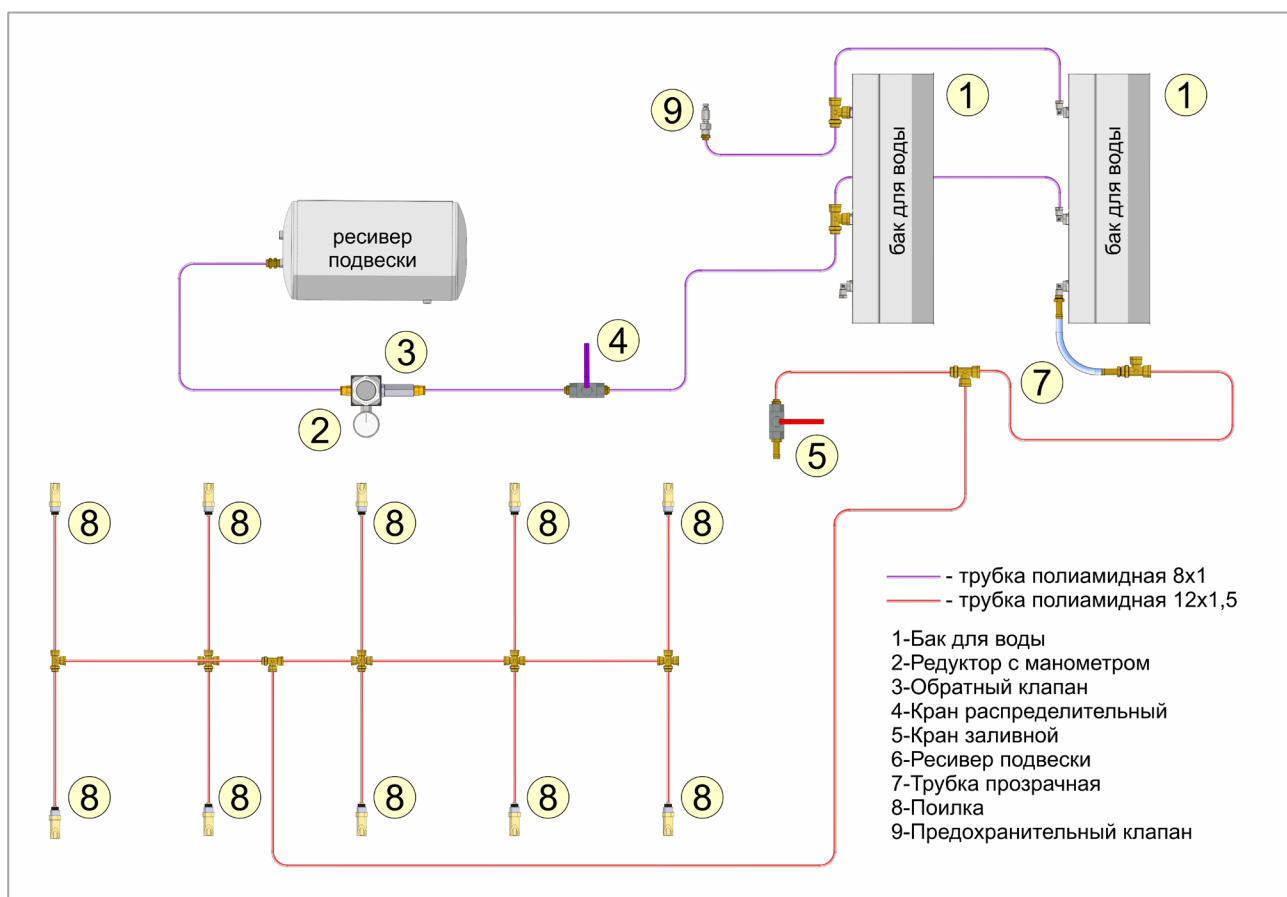 1
1
9
бак для воды
бак для воды
ресивер
подвески
3
4
2
7
5
8
8
8
8
8
- трубка полиамидная 8х1
- трубка полиамидная 12х1,5
1-Бак для воды
2-Редуктор с манометром
3-Обратный клапан
4-Кран распределительный
5-Кран заливной
6-Ресивер подвески
7-Трубка прозрачная
8-Поилка
9-Предохранительный клапан
8
8
8
8
8